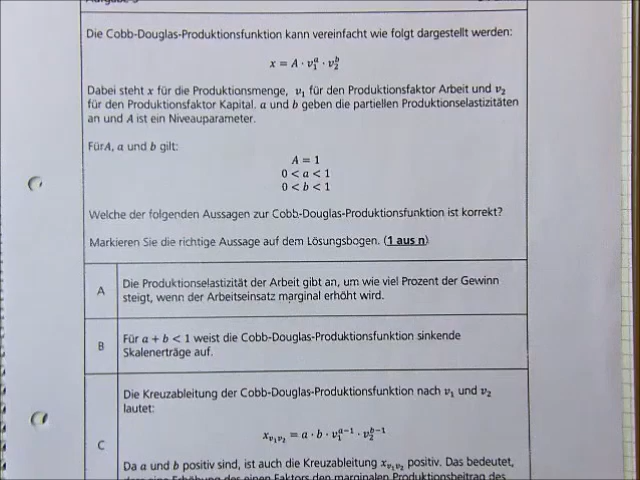 Die Cobb-Douglas-Produktionsfunktion kann vereinfacht wie folgt dargestellt werden:
x = A · v₁ᵃ · v₂ᵇ
Dabei steht x für die Produktionsmenge, v₁ für den Produktionsfaktor Arbeit und v₂
für den Produktionsfaktor Kapital. a und b geben die partiellen Produktionselastizitäten
an und A ist ein Niveauparameter.
FürA, a und b gilt:
A = 1
0 < a < 1
0 < b < 1
Welche der folgenden Aussagen zur Cobb-Douglas-Produktionsfunktion ist korrekt?
Markieren Sie die richtige Aussage auf dem Lösungsbogen. (1 aus n)
A
Die Produktionselastizität der Arbeit gibt an, um wie viel Prozent der Gewinn
steigt, wenn der Arbeitseinsatz marginal erhöht wird.
B
Für a + b < 1 weist die Cobb-Douglas-Produktionsfunktion sinkende
Skalenerträge auf.
C
Die Kreuzableitung der Cobb-Douglas-Produktionsfunktion nach v₁ und v₂
lautet:
x_{v₁v₂} = a · b · v₁ᵃ⁻¹ · v₂ᵇ⁻¹
Da a und b positiv sind, ist auch die Kreuzableitung x_{v₁v₂} positiv. Das bedeutet,